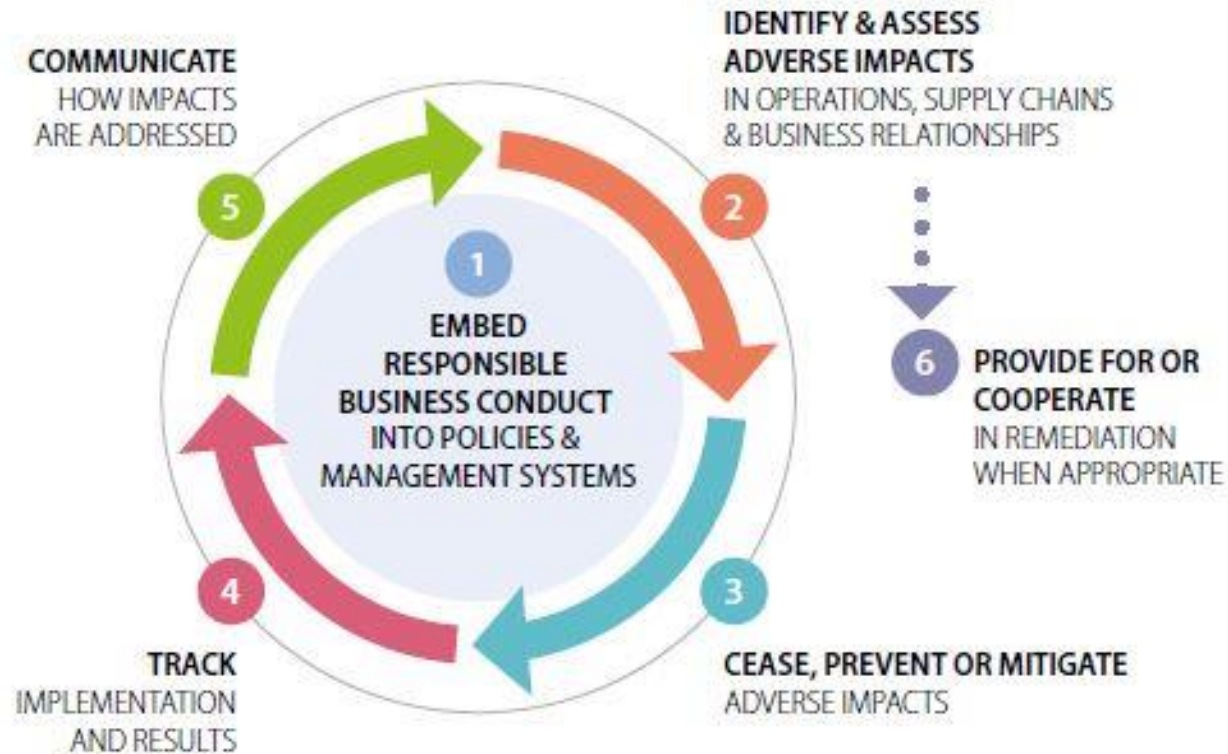 COMMUNICATE
HOW IMPACTS
ARE ADDRESSED
5
IDENTIFY & ASSESS
ADVERSE IMPACTS
IN OPERATIONS, SUPPLY CHAINS
& BUSINESS RELATIONSHIPS
2
1
EMBED
RESPONSIBLE
BUSINESS CONDUCT
INTO POLICIES &
MANAGEMENT SYSTEMS
6
PROVIDE FOR OR
COOPERATE
IN REMEDIATION
WHEN APPROPRIATE
4
TRACK
IMPLEMENTATION
AND RESULTS
3
CEASE, PREVENT OR MITIGATE
ADVERSE IMPACTS